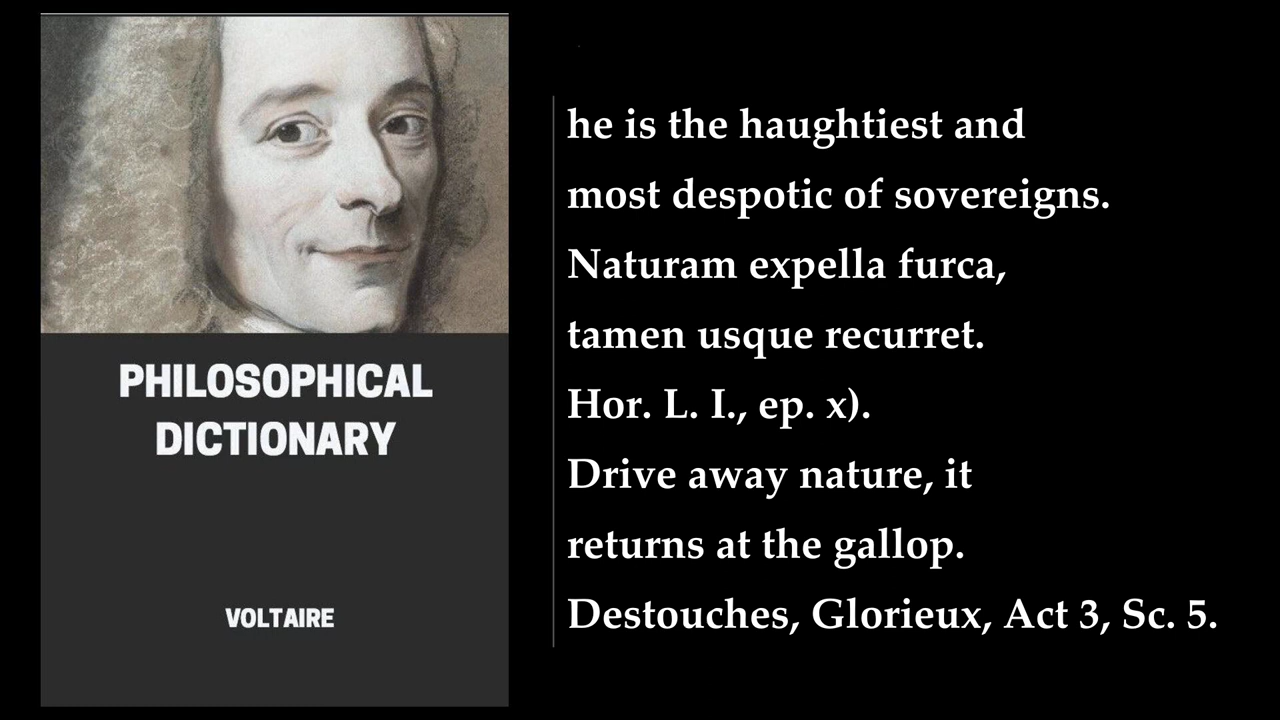 PHILOSOPHICAL
DICTIONARY
VOLTAIRE
he is the haughtiest and
most despotic of sovereigns.
Naturam expella furca,
tamen usque recurret.
Hor. L. I., ep. x).
Drive away nature, it
returns at the gallop.
Destouches, Glorieux, Act 3, Sc. 5.